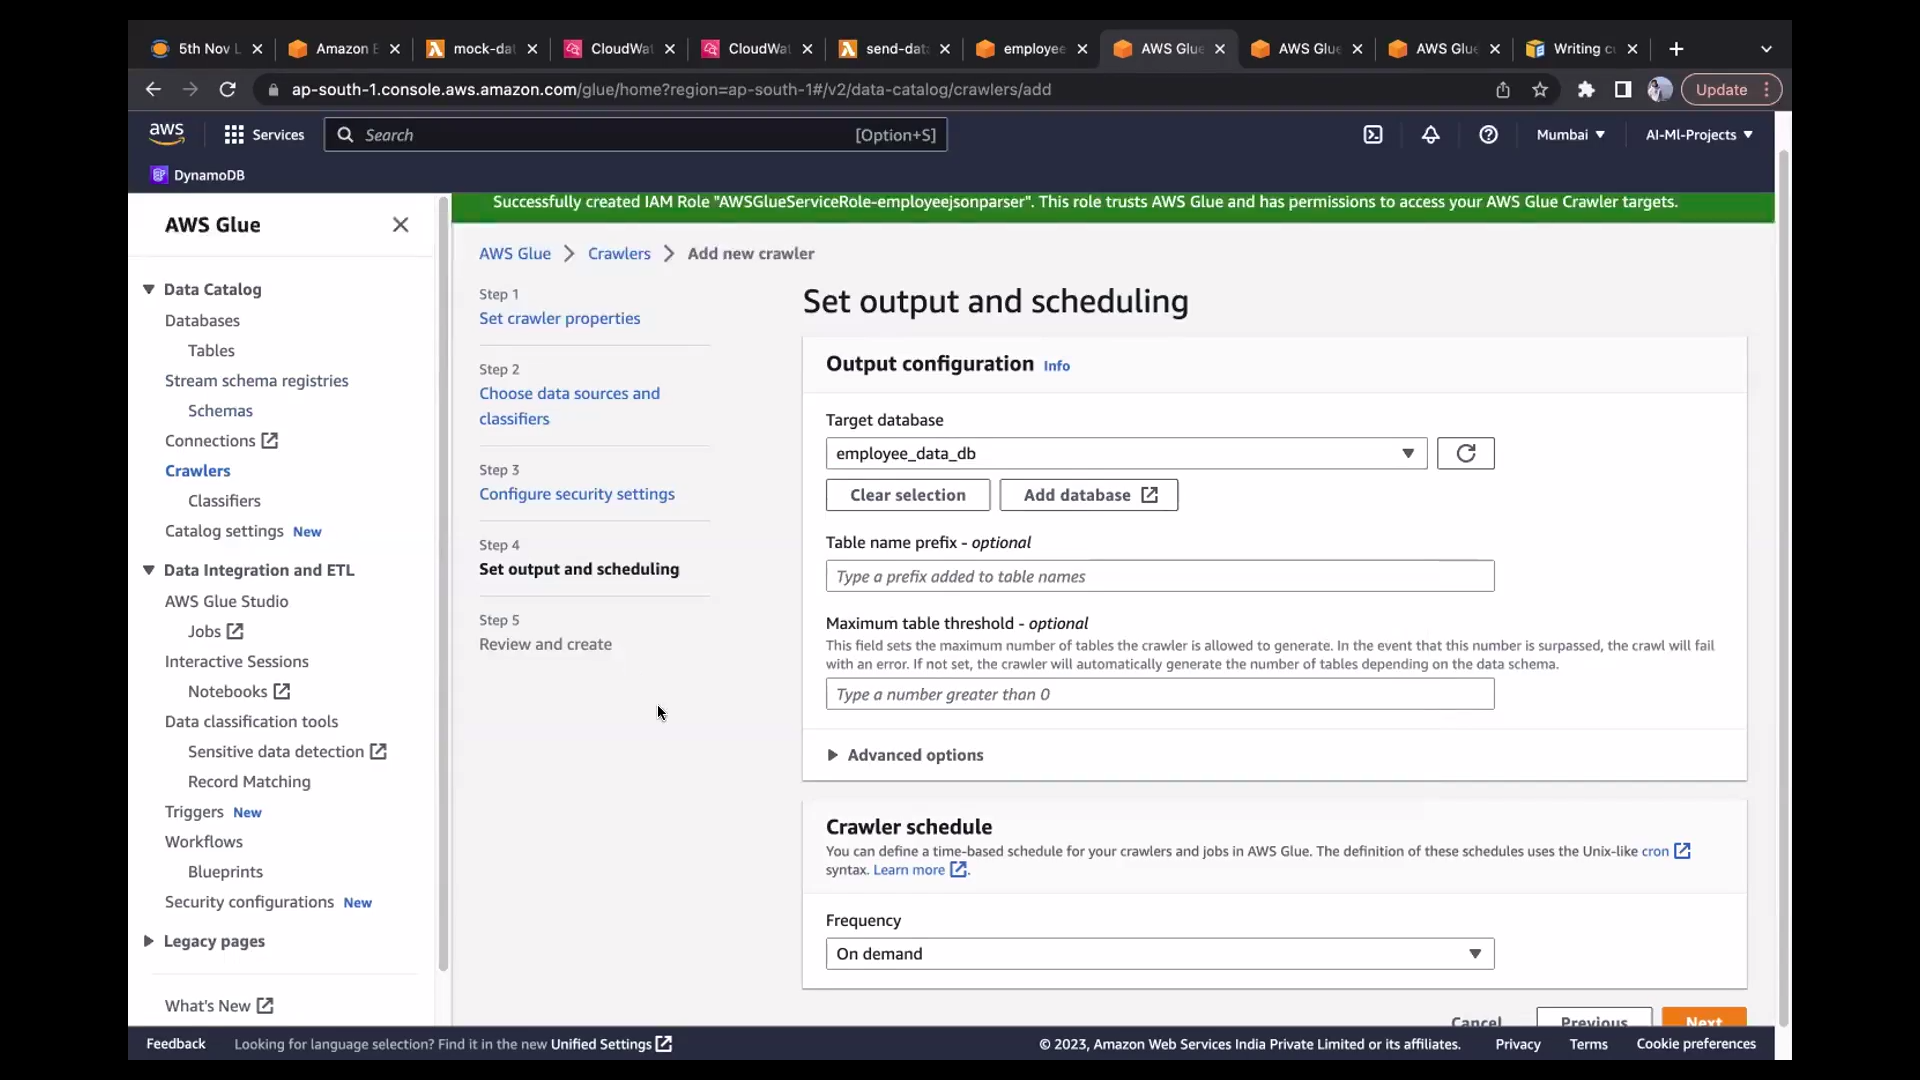 5th Nov L
Amazon E
mock-dat
CloudWat
CloudWat
send-dat
employee
AWS Glue
AWS Glue
AWS Glue
Writing cu
ap-south-1.console.aws.amazon.com/glue/home?region=ap-south-1#/v2/data-catalog/crawlers/add
Update
aws
Services
Search
[Option+S]
Mumbai
AI-Ml-Projects
DynamoDB
AWS Glue
Data Catalog
Databases
Tables
Stream schema registries
Schemas
Connections
Crawlers
Classifiers
Catalog settings New
Data Integration and ETL
AWS Glue Studio
Jobs
Interactive Sessions
Notebooks
Data classification tools
Sensitive data detection
Record Matching
Triggers New
Workflows
Blueprints
Security configurations New
Legacy pages
What's New
Successfully created IAM Role "AWSGlueServiceRole-employeejsonparser". This role trusts AWS Glue and has permissions to access your AWS Glue Crawler targets.
AWS Glue
Crawlers
Add new crawler
Step 1
Set crawler properties
Step 2
Choose data sources and
classifiers
Step 3
Configure security settings
Step 4
Set output and scheduling
Step 5
Review and create
Set output and scheduling
Output configuration Info
Target database
employee_data_db
Clear selection
Add database
Table name prefix - optional
Type a prefix added to table names
Maximum table threshold - optional
This field sets the maximum number of tables the crawler is allowed to generate. In the event that this number is surpassed, the crawl will fail
with an error. If not set, the crawler will automatically generate the number of tables depending on the data schema.
Type a number greater than 0
Advanced options
Crawler schedule
You can define a time-based schedule for your crawlers and jobs in AWS Glue. The definition of these schedules uses the Unix-like cron
syntax. Learn more.
Frequency
On demand
Cancel
Previous
Next
Feedback
Looking for language selection? Find it in the new Unified Settings
© 2023, Amazon Web Services India Private Limited or its affiliates.
Privacy
Terms
Cookie preferences